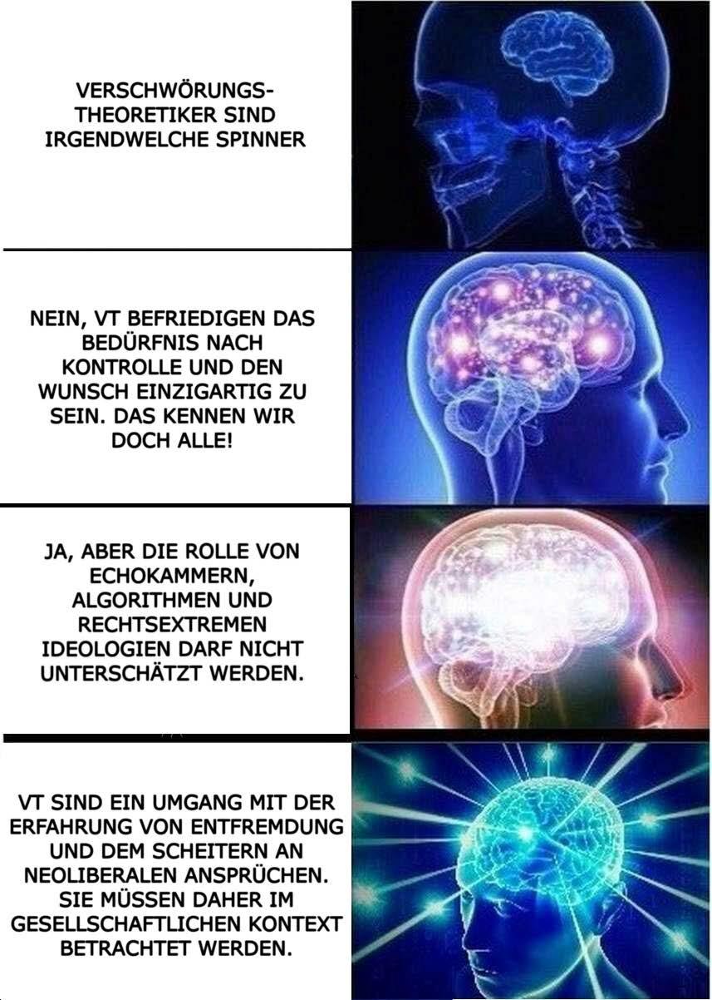 VERSCHWÖRUNGS-
THEORETIKER SIND
IRGENDWELCHE SPINNER
NEIN, VT BEFRIEDIGEN DAS
BEDÜRFNIS NACH
KONTROLLE UND DEN
WUNSCH EINZIGARTIG ZU
SEIN. DAS KENNEN WIR
DOCH ALLE!
JA, ABER DIE ROLLE VON
ECHOKAMMERN,
ALGORITHMEN UND
RECHTSEXTREMEN
IDEOLOGIEN DARF NICHT
UNTERSCHÄTZT WERDEN.
VT SIND EIN UMGANG MIT DER
ERFAHRUNG VON ENTFREMDUNG
UND DEM SCHEITERN AN
NEOLIBERALEN ANSPRÜCHEN.
SIE MÜSSEN DAHER IM
GESELLSCHAFTLICHEN KONTEXT
BETRACHTET WERDEN.